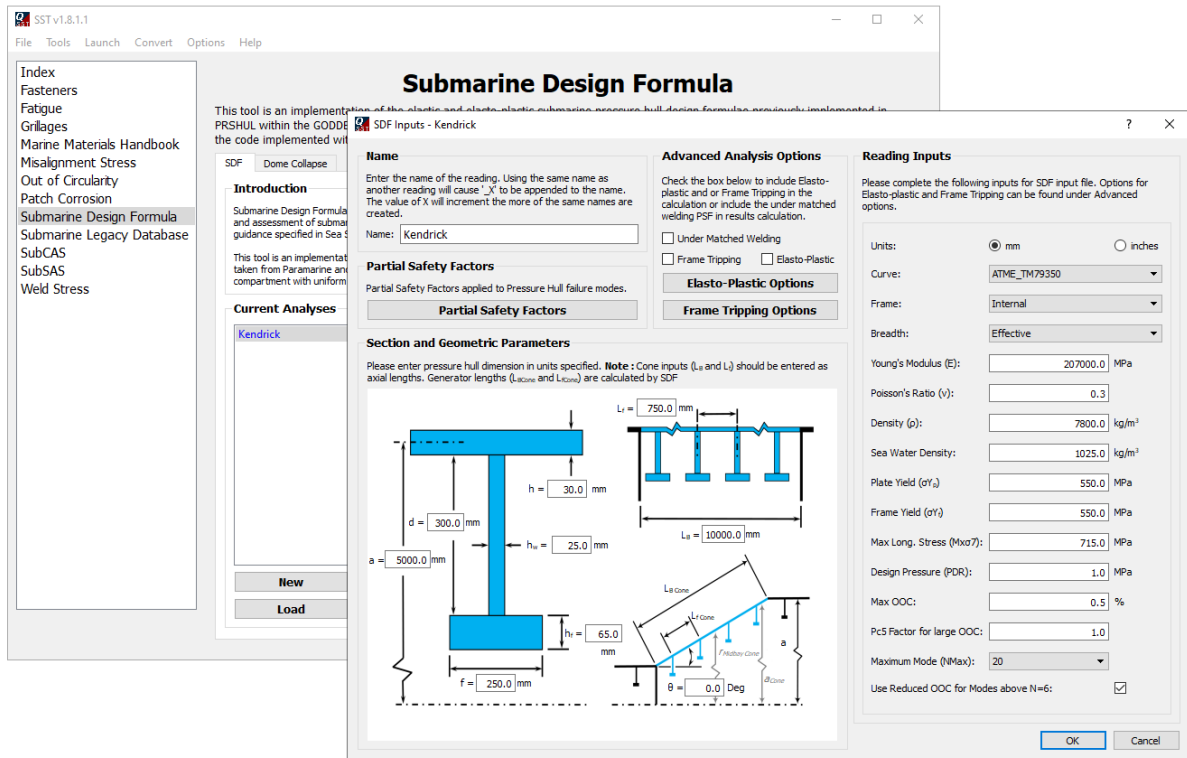 SST v1.8.1.1
File Tools Launch Convert Options Help
Index
Fasteners
Fatigue
Grillages
Marine Materials Handbook
Misalignment Stress
Out of Circularity
Patch Corrosion
Submarine Design Formula
Submarine Legacy Database
SubCAS
SubSAS
Weld Stress
Submarine Design Formula
This tool is an implementation of the elastic and elasto-plastic submarine pressure hull design formulae previously implemented in
PRSHUL within the GODDE
the code implemented wit
SDF Dome Collapse
Introduction
Submarine Design Formula
and assessment of submar
guidance specified in Sea S
This tool is an implementat
taken from Paramarine and
compartment with uniform
Current Analyses
Kendrick
New
Load
SDF Inputs - Kendrick
Name
Enter the name of the reading. Using the same name as
another reading will cause '_X' to be appended to the name.
The value of X will increment the more of the same names are
created.
Name: Kendrick
Partial Safety Factors
Partial Safety Factors applied to Pressure Hull failure modes.
Partial Safety Factors
Advanced Analysis Options
Check the box below to include Elasto-
plastic and or Frame Tripping in the
calculation or include the under matched
welding PSF in results calculation.
Under Matched Welding
Frame Tripping Elasto-Plastic
Elasto-Plastic Options
Frame Tripping Options
Section and Geometric Parameters
Please enter pressure hull dimension in units specified. Note : Cone inputs (LB and Lf) should be entered as
axial lengths. Generator lengths (LBCone and LfCone) are calculated by SDF
Lf = 750.0 mm
h = 30.0 mm
d = 300.0 mm
hw = 25.0 mm
LB = 10000.0 mm
a = 5000.0 mm
LB Cone
Lf Cone
hf = 65.0
mm
a
rMidbay Cone
aCone
f = 250.0 mm
θ = 0.0 Deg
Reading Inputs
Please complete the following inputs for SDF input file. Options for
Elasto-plastic and Frame Tripping can be found under Advanced
options.
Units: mm inches
Curve: ATME_TM79350
Frame: Internal
Breadth: Effective
Young's Modulus (E): 207000.0 MPa
Poisson's Ratio (v): 0.3
Density (ρ): 7800.0 kg/m³
Sea Water Density: 1025.0 kg/m³
Plate Yield (σYp) 550.0 MPa
Frame Yield (σYf) 550.0 MPa
Max Long. Stress (Mxσ7): 715.0 MPa
Design Pressure (PDR): 1.0 MPa
Max OOC: 0.5 %
Pc5 Factor for large OOC: 1.0
Maximum Mode (NMax): 20
Use Reduced OOC for Modes above N=6:
OK Cancel